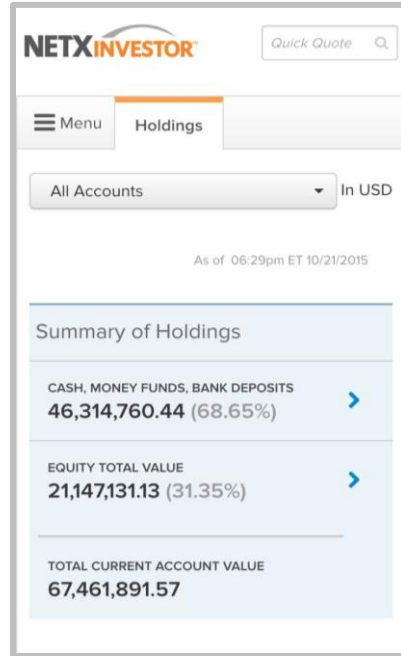 NETXINVESTOR
Quick Quote
Menu
Holdings
All Accounts
In USD
As of 06:29pm ET 10/21/2015
Summary of Holdings
CASH, MONEY FUNDS, BANK DEPOSITS
46,314,760.44 (68.65%)
EQUITY TOTAL VALUE
21,147,131.13 (31.35%)
TOTAL CURRENT ACCOUNT VALUE
67,461,891.57